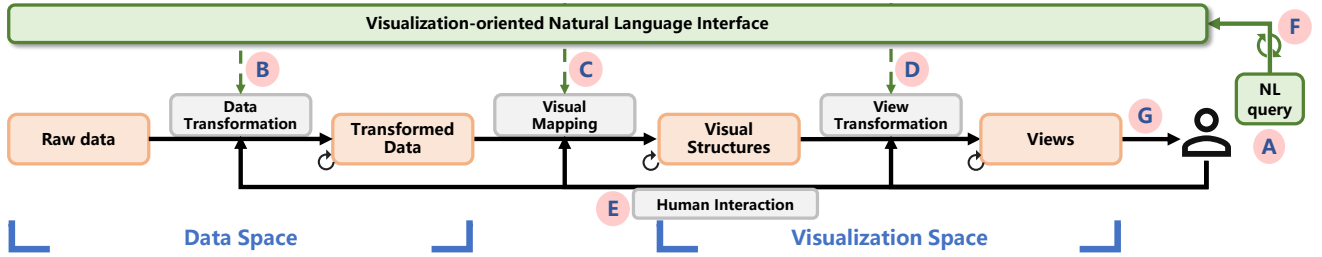 Visualization-oriented Natural Language Interface
F
B
C
D
NL
query
Data
Transformation
Visual
Mapping
View
Transformation
G
Raw data
Transformed
Data
Visual
Structures
Views
A
E
Human Interaction
Data Space
Visualization Space